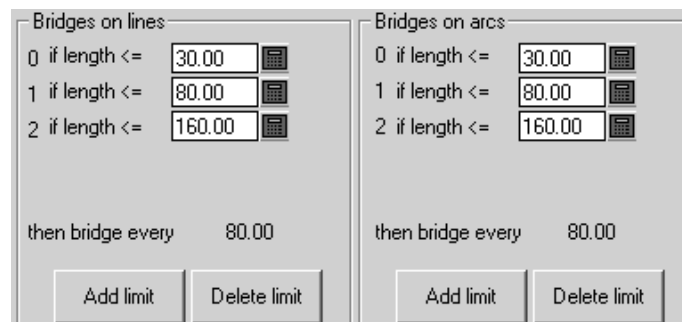 Bridges on lines
0 if length <= 30.00
1 if length <= 80.00
2 if length <= 160.00
then bridge every 80.00
Add limit Delete limit
Bridges on arcs
0 if length <= 30.00
1 if length <= 80.00
2 if length <= 160.00
then bridge every 80.00
Add limit Delete limit